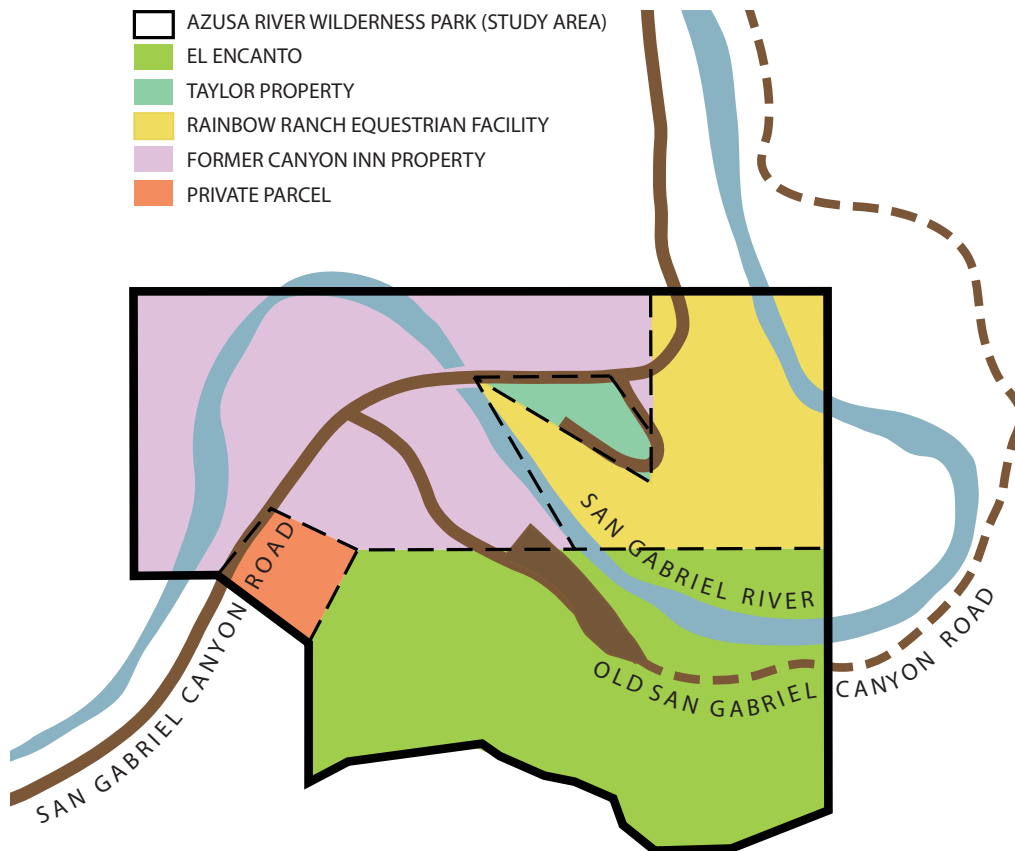 AZUSA RIVER WILDERNESS PARK (STUDY AREA)
EL ENCANTO
TAYLOR PROPERTY
RAINBOW RANCH EQUESTRIAN FACILITY
FORMER CANYON INN PROPERTY
PRIVATE PARCEL
SAN GABRIEL RIVER
SAN GABRIEL CANYON ROAD
OLD SAN GABRIEL CANYON ROAD